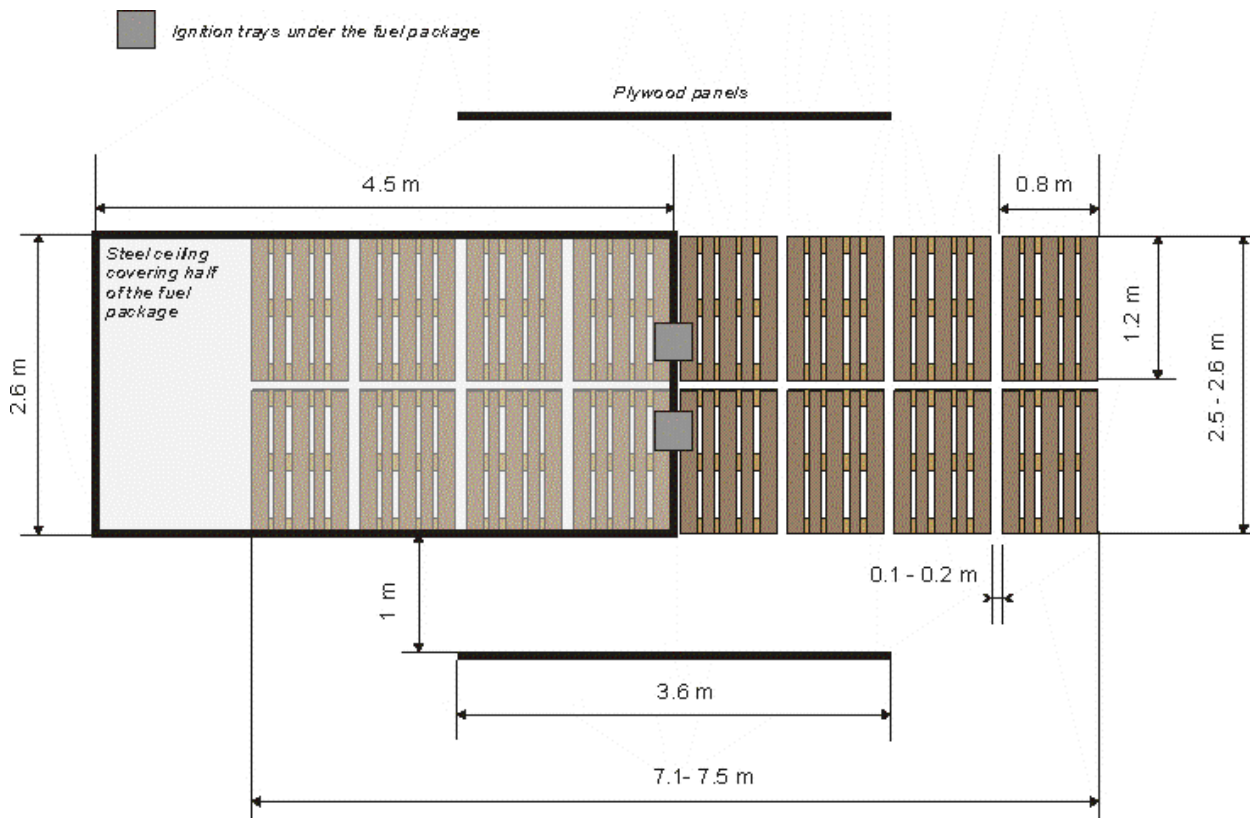 Ignition trays under the fuel package
Plywood panels
4.5 m
0.8 m
Steel ceiling
covering half
of the fuel
package
2.6 m
1.2 m
2.5 - 2.6 m
0.1 - 0.2 m
1 m
3.6 m
7.1- 7.5 m